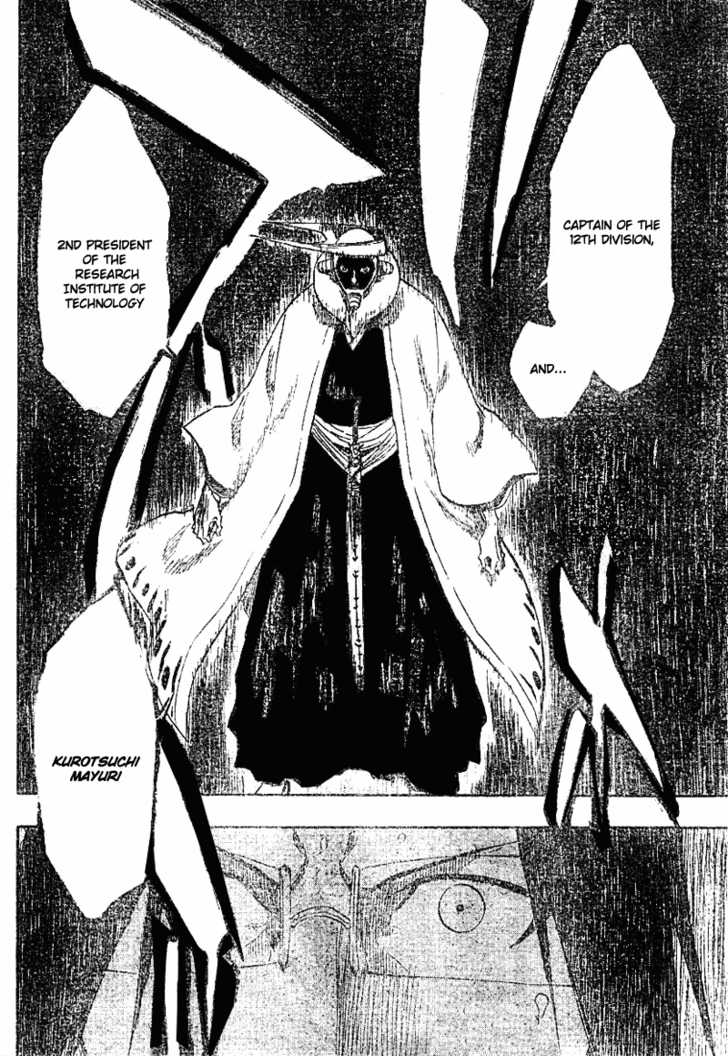 CAPTAIN OF THE
12TH DIVISION,
AND...
2ND PRESIDENT
OF THE
RESEARCH
INSTITUTE OF
TECHNOLOGY
KUROTSUCHI
MAYURI